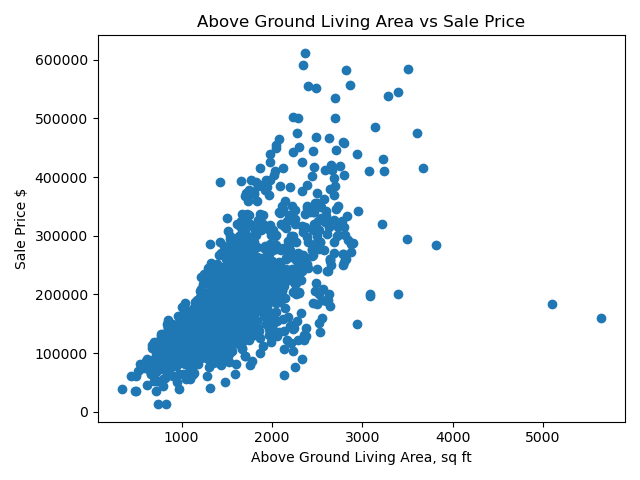 Above Ground Living Area vs Sale Price
Sale Price $
600000
500000
400000
300000
200000
100000
0
1000 2000 3000 4000 5000
Above Ground Living Area, sq ft